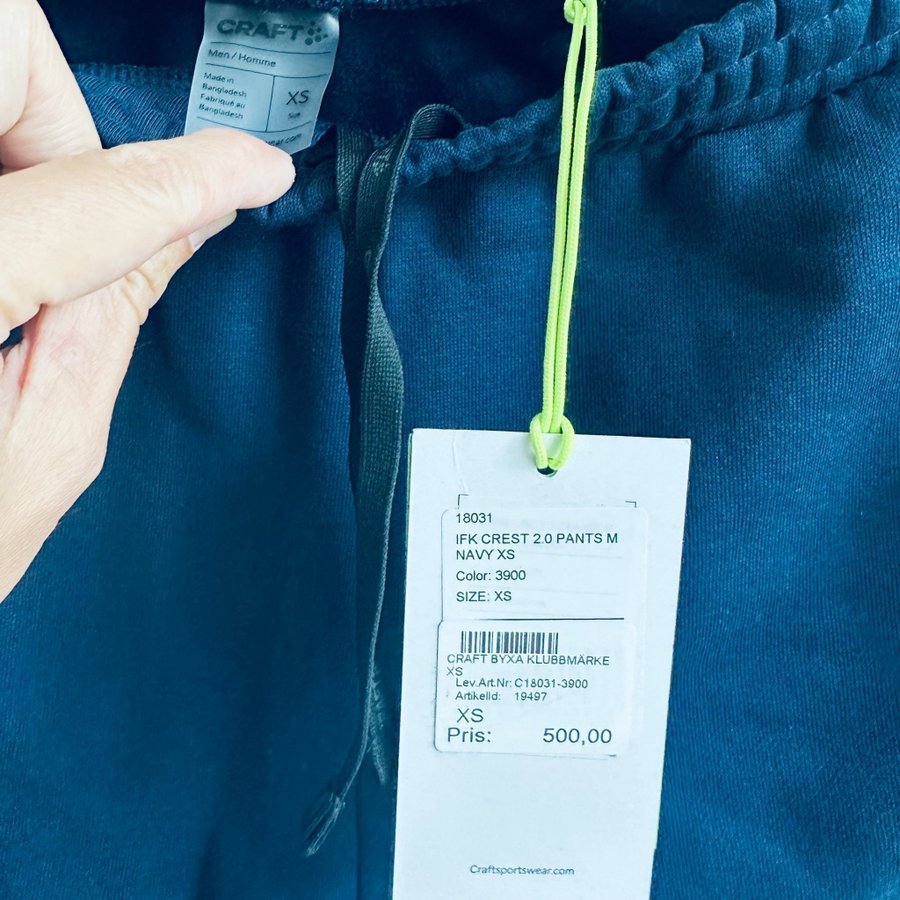 CRAFT
Men / Homme
Made in
Bangladesh
Fabriqué au
Bangladesh
XS
Size
18031
IFK CREST 2.0 PANTS M
NAVY XS
Color: 3900
SIZE: XS
CRAFT BYXA KLUBBMÄRKE
XS
Lev.Art.Nr: C18031-3900
ArtikelId: 19497
XS
Pris: 500,00
Craftsportswear.com